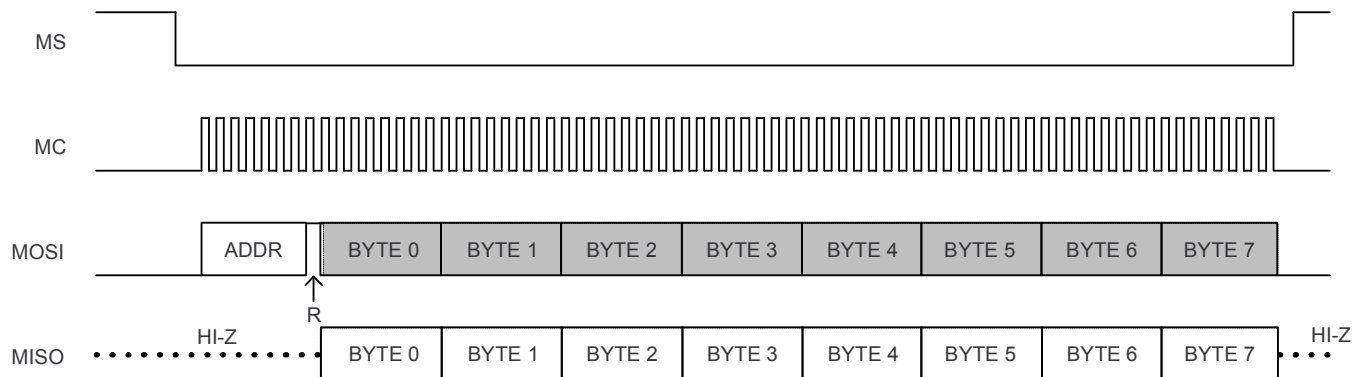 MS
MC
MOSI ADDR BYTE 0 BYTE 1 BYTE 2 BYTE 3 BYTE 4 BYTE 5 BYTE 6 BYTE 7
R
HI-Z HI-Z
MISO BYTE 0 BYTE 1 BYTE 2 BYTE 3 BYTE 4 BYTE 5 BYTE 6 BYTE 7